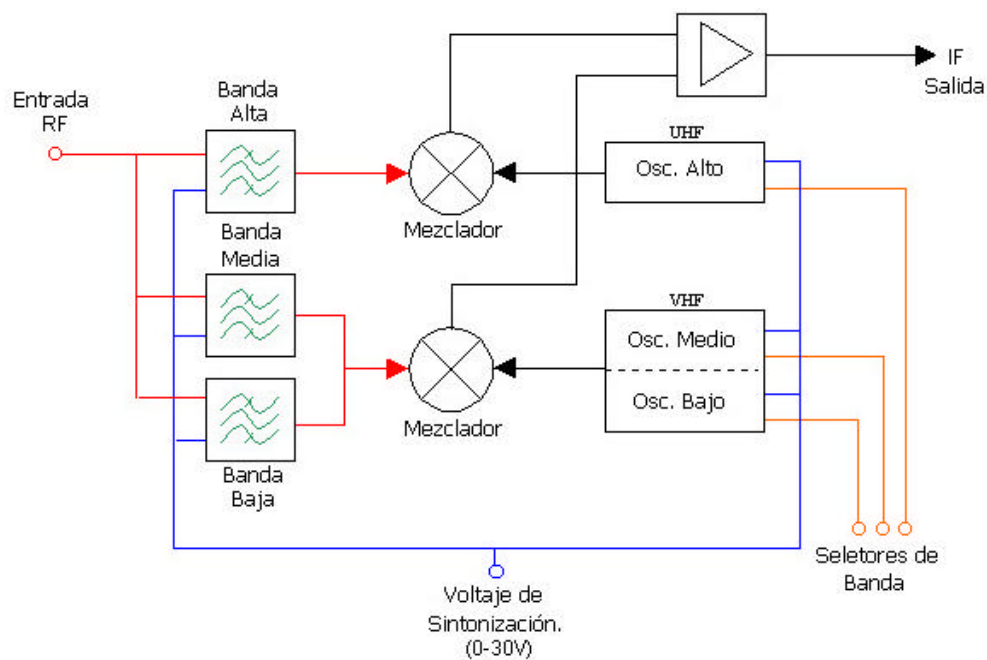 Entrada
RF
Banda
Alta
IF
Salida
UHF
Osc. Alto
Mezclador
Banda
Media
VHF
Osc. Medio
Osc. Bajo
Mezclador
Banda
Baja
Seletores de
Banda
Voltaje de
Sintonización.
(0-30V)